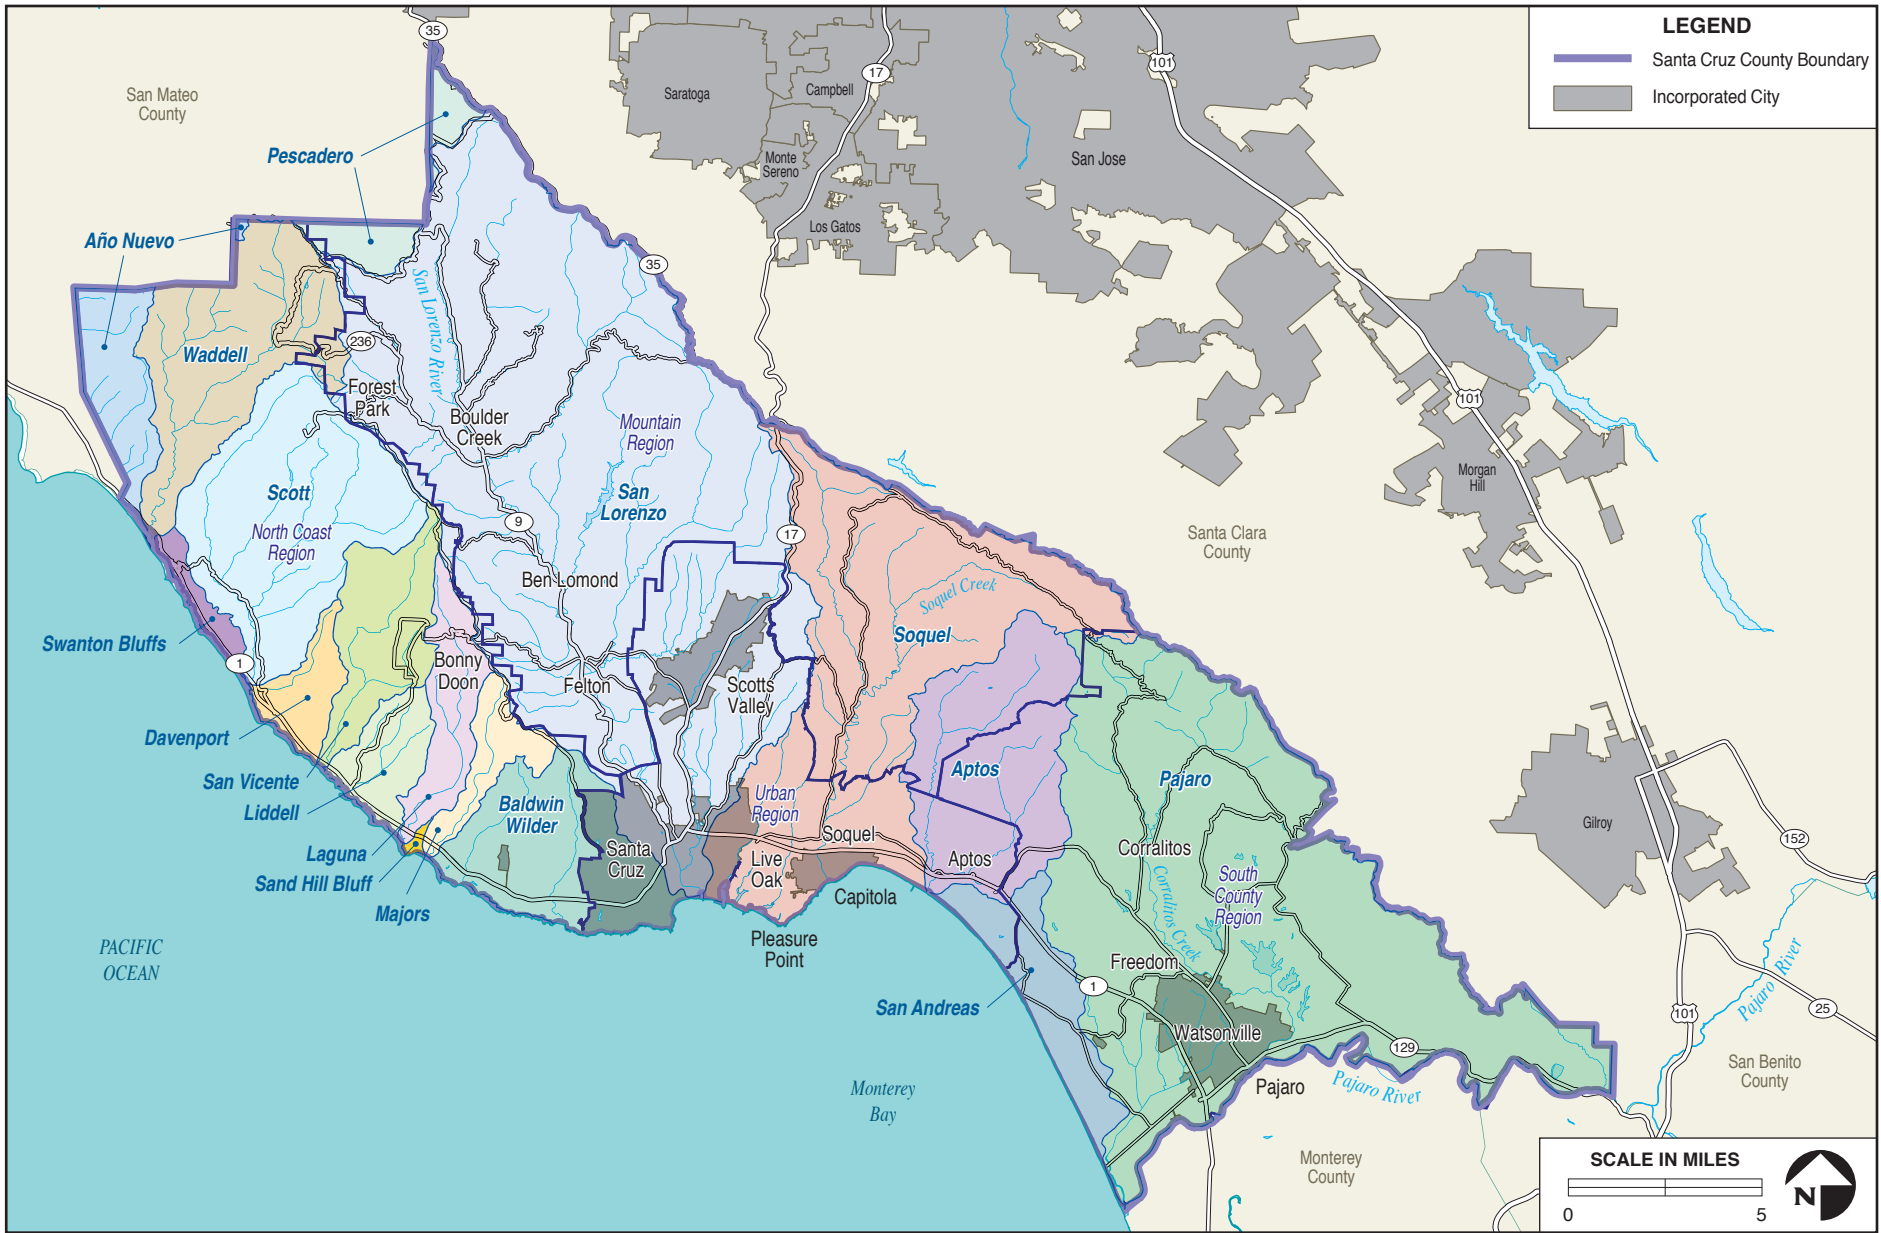 LEGEND
Santa Cruz County Boundary
Incorporated City
35
17
101
San Mateo
County
Saratoga
Campbell
Monte
Sereno
San Jose
Los Gatos
Pescadero
Año Nuevo
35
San Lorenzo River
Waddell
236
Forest
Park
Boulder
Creek
Mountain
Region
101
Morgan
Hill
Scott
San
Lorenzo
North Coast
Region
9
17
Santa Clara
County
Ben Lomond
Soquel Creek
Soquel
Swanton Bluffs
1
Bonny
Doon
Felton
Scotts
Valley
Davenport
San Vicente
Liddell
Aptos
Pajaro
Baldwin
Wilder
Urban
Region
Gilroy
152
Laguna
Sand Hill Bluff
Majors
Santa
Cruz
Live
Oak
Soquel
Aptos
Corralitos
Corralitos Creek
South
County
Region
Capitola
Pleasure
Point
PACIFIC
OCEAN
Freedom
1
San Andreas
Watsonville
129
101
25
Pajaro River
Monterey
Bay
Pajaro
Pajaro River
San Benito
County
Monterey
County
SCALE IN MILES
0 5
N